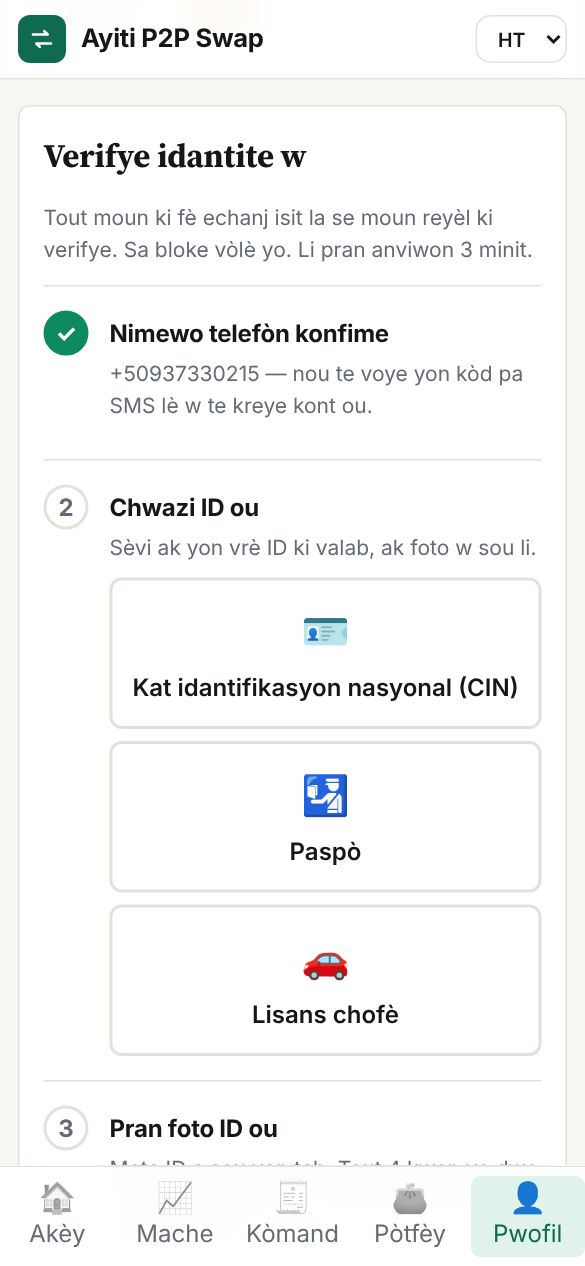 Ayiti P2P Swap
HT
Verifye idantite w
Tout moun ki fè echanj isit la se moun reyèl ki
verifye. Sa bloke vòlè yo. Li pran anviwon 3 minit.
Nimewo telefòn konfime
+50937330215 — nou te voye yon kòd pa
SMS lè w te kreye kont ou.
2
Chwazi ID ou
Sèvi ak yon vrè ID ki valab, ak foto w sou li.
Kat idantifikasyon nasyonal (CIN)
Paspò
Lisans chofè
3
Pran foto ID ou
Akèy
Mache
Kòmand
Pòtfèy
Pwofil